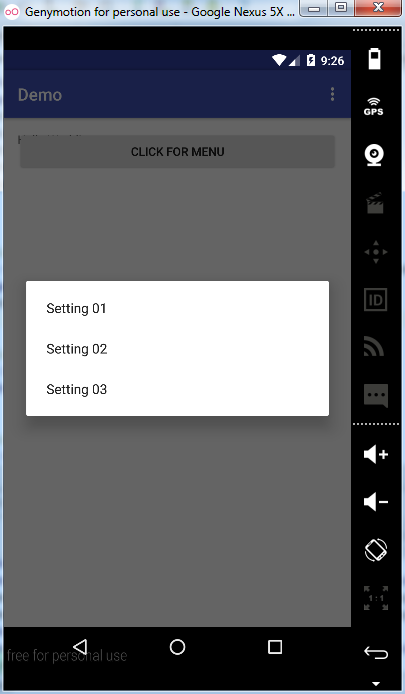 Genymotion for personal use - Google Nexus 5X ...
9:26
Demo
GPS
CLICK FOR MENU
Setting 01
ID
Setting 02
Setting 03
1:1
free for personal use